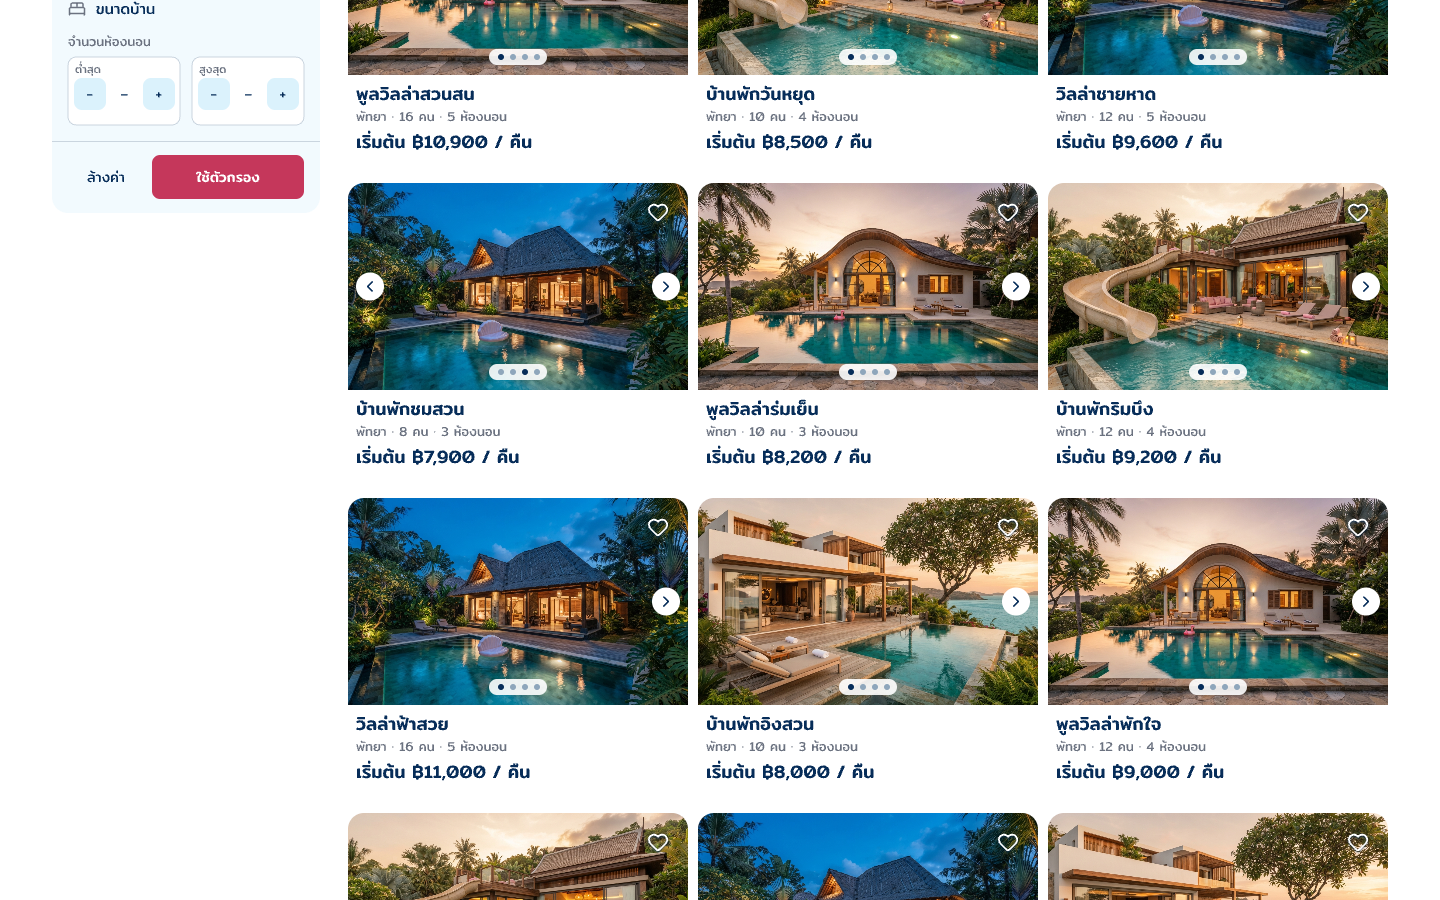 ขนาดบ้าน
จำนวนห้องนอน
ต่ำสุด
สูงสุด
- – +
- – +
ล้างค่า
ใช้ตัวกรอง
พูลวิลล่าสวนสน
พัทยา · 16 คน · 5 ห้องนอน
เริ่มต้น ฿10,900 / คืน
บ้านพักวันหยุด
พัทยา · 10 คน · 4 ห้องนอน
เริ่มต้น ฿8,500 / คืน
วิลล่าชายหาด
พัทยา · 12 คน · 5 ห้องนอน
เริ่มต้น ฿9,600 / คืน
บ้านพักชมสวน
พัทยา · 8 คน · 3 ห้องนอน
เริ่มต้น ฿7,900 / คืน
พูลวิลล่าร่มเย็น
พัทยา · 10 คน · 3 ห้องนอน
เริ่มต้น ฿8,200 / คืน
บ้านพักริมบึง
พัทยา · 12 คน · 4 ห้องนอน
เริ่มต้น ฿9,200 / คืน
วิลล่าฟ้าสวย
พัทยา · 16 คน · 5 ห้องนอน
เริ่มต้น ฿11,000 / คืน
บ้านพักอิงสวน
พัทยา · 10 คน · 3 ห้องนอน
เริ่มต้น ฿8,000 / คืน
พูลวิลล่าพักใจ
พัทยา · 12 คน · 4 ห้องนอน
เริ่มต้น ฿9,000 / คืน